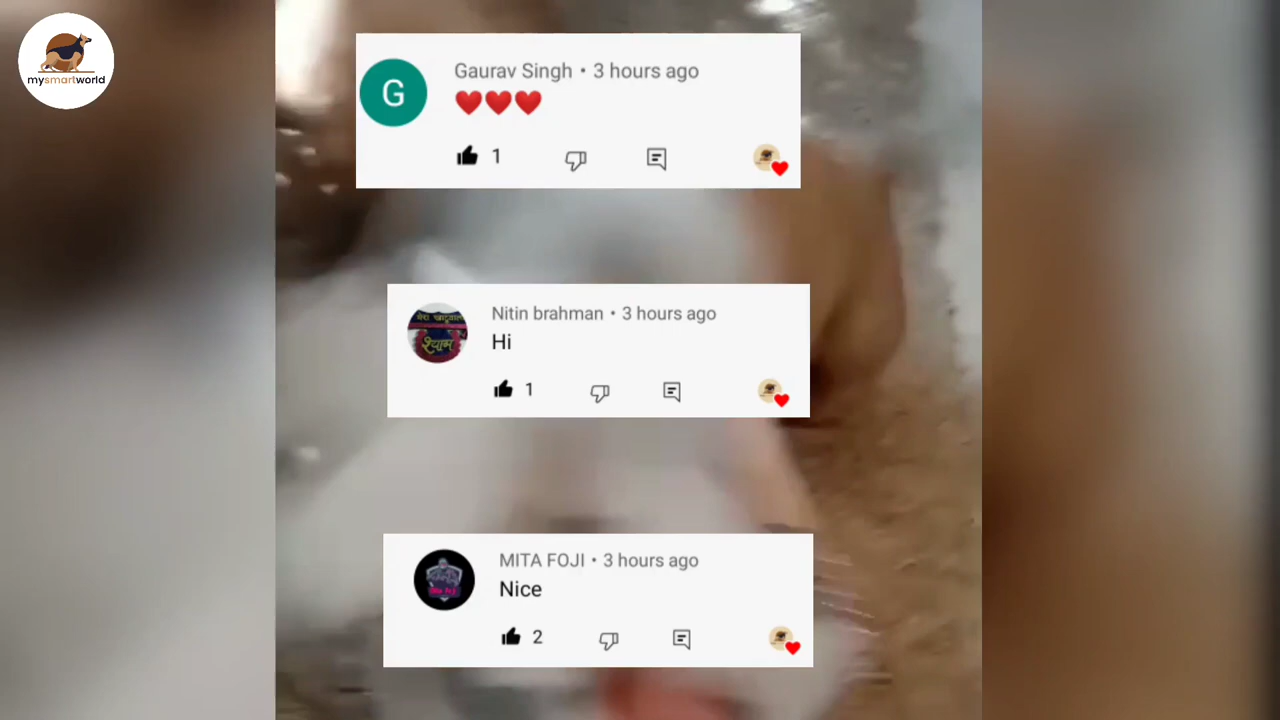 mysmartworld
G
Gaurav Singh • 3 hours ago
❤️❤️❤️
1
Nitin brahman • 3 hours ago
Hi
1
श्याम
MITA FOJI • 3 hours ago
Nice
2